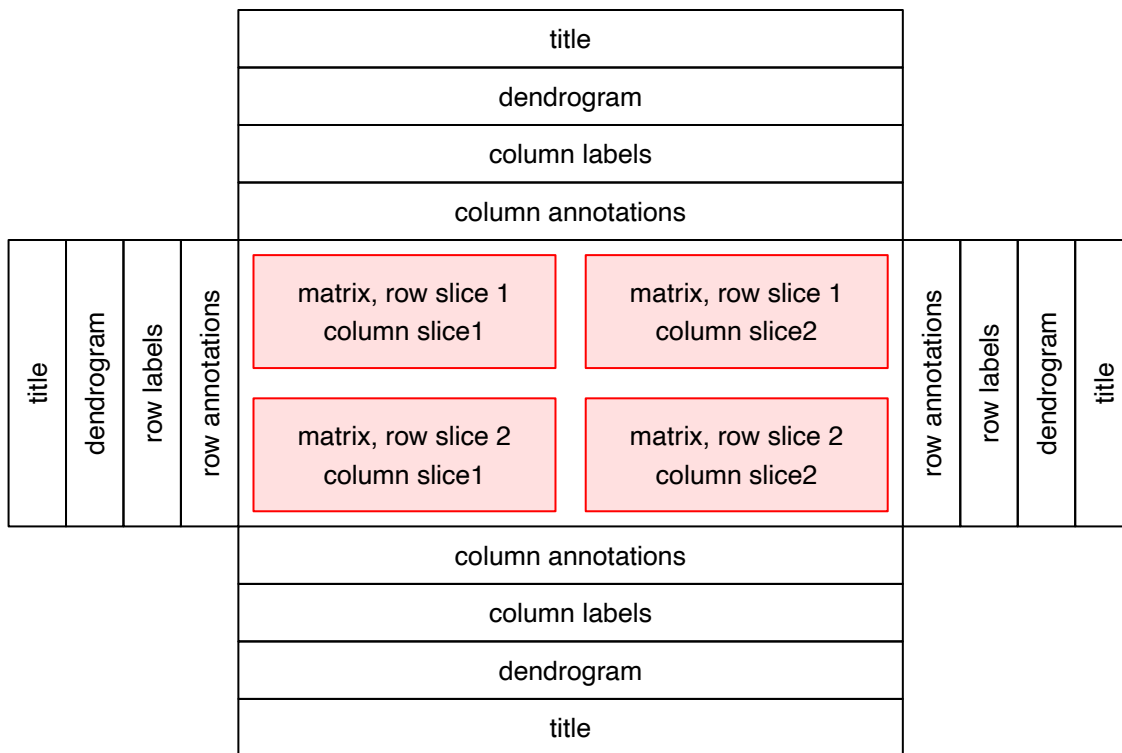 title
dendrogram
column labels
column annotations
title
dendrogram
row labels
row annotations
matrix, row slice 1
column slice1
matrix, row slice 1
column slice2
matrix, row slice 2
column slice1
matrix, row slice 2
column slice2
row annotations
row labels
dendrogram
title
column annotations
column labels
dendrogram
title